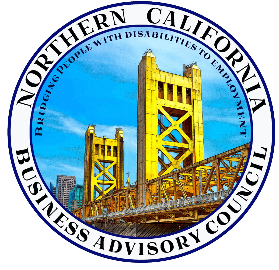 NORTHERN CALIFORNIA
BRIDGING PEOPLE WITH DISABILITIES TO EMPLOYMENT
BUSINESS ADVISORY COUNCIL